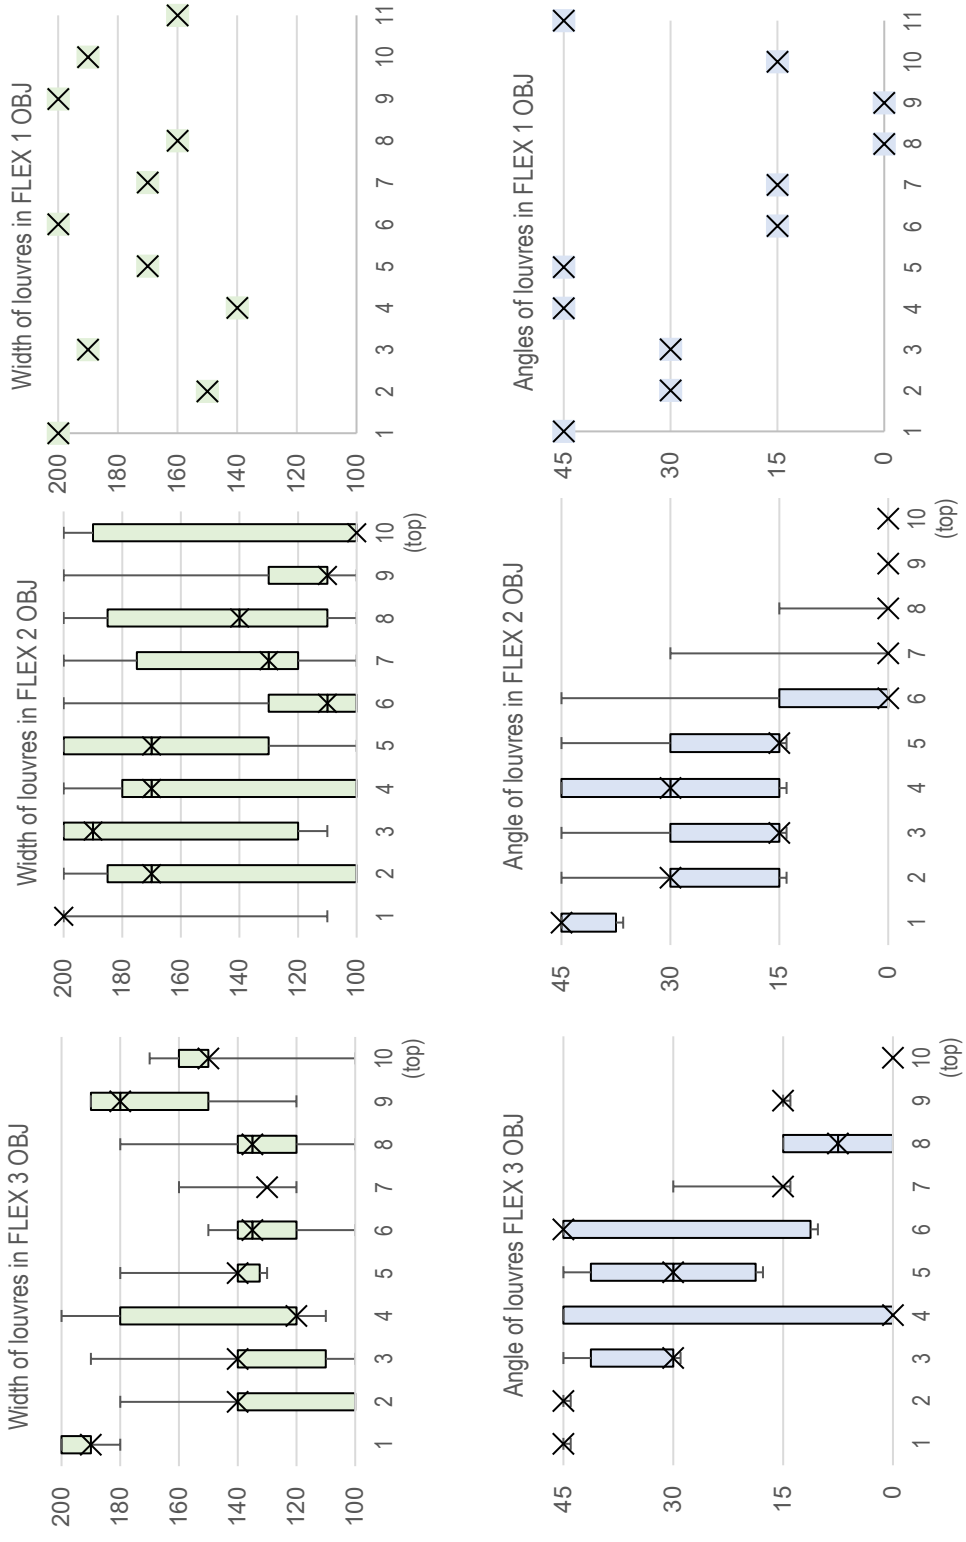 Width of louvres in FLEX 3 OBJ
200
180
160
140
120
100
1 2 3 4 5 6 7 8 9 10
(top)
Width of louvres in FLEX 2 OBJ
200
180
160
140
120
100
1 2 3 4 5 6 7 8 9 10
(top)
Width of louvres in FLEX 1 OBJ
200
180
160
140
120
100
1 2 3 4 5 6 7 8 9 10 11
Angle of louvres FLEX 3 OBJ
45
30
15
0
1 2 3 4 5 6 7 8 9 10
(top)
Angle of louvres in FLEX 2 OBJ
45
30
15
0
1 2 3 4 5 6 7 8 9 10
(top)
Angles of louvres in FLEX 1 OBJ
45
30
15
0
1 2 3 4 5 6 7 8 9 10 11